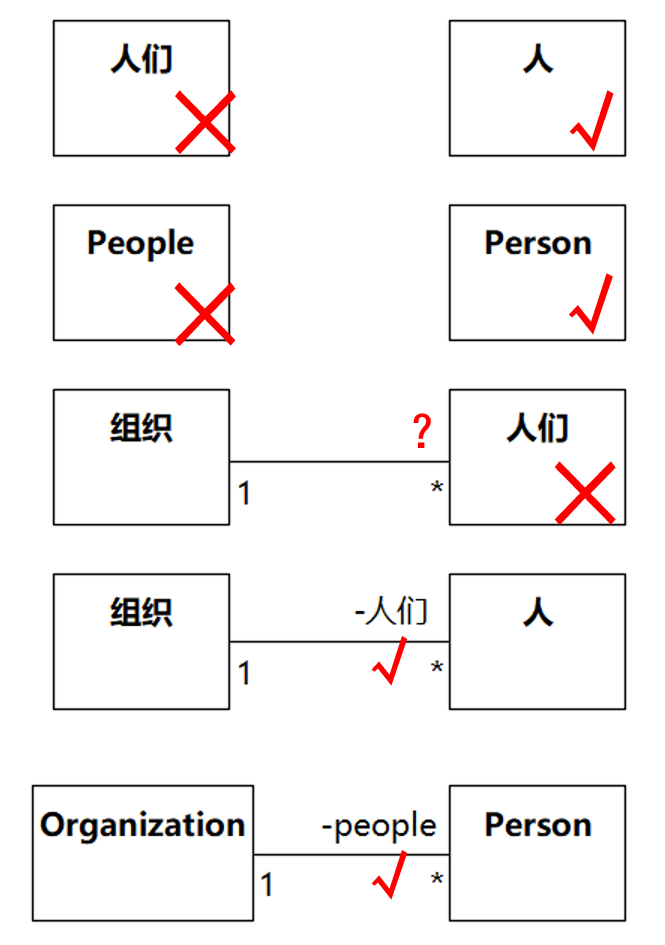 人们
人
People
Person
组织
?
人们
1
*
组织
-人们
人
1
*
Organization
-people
Person
1
*